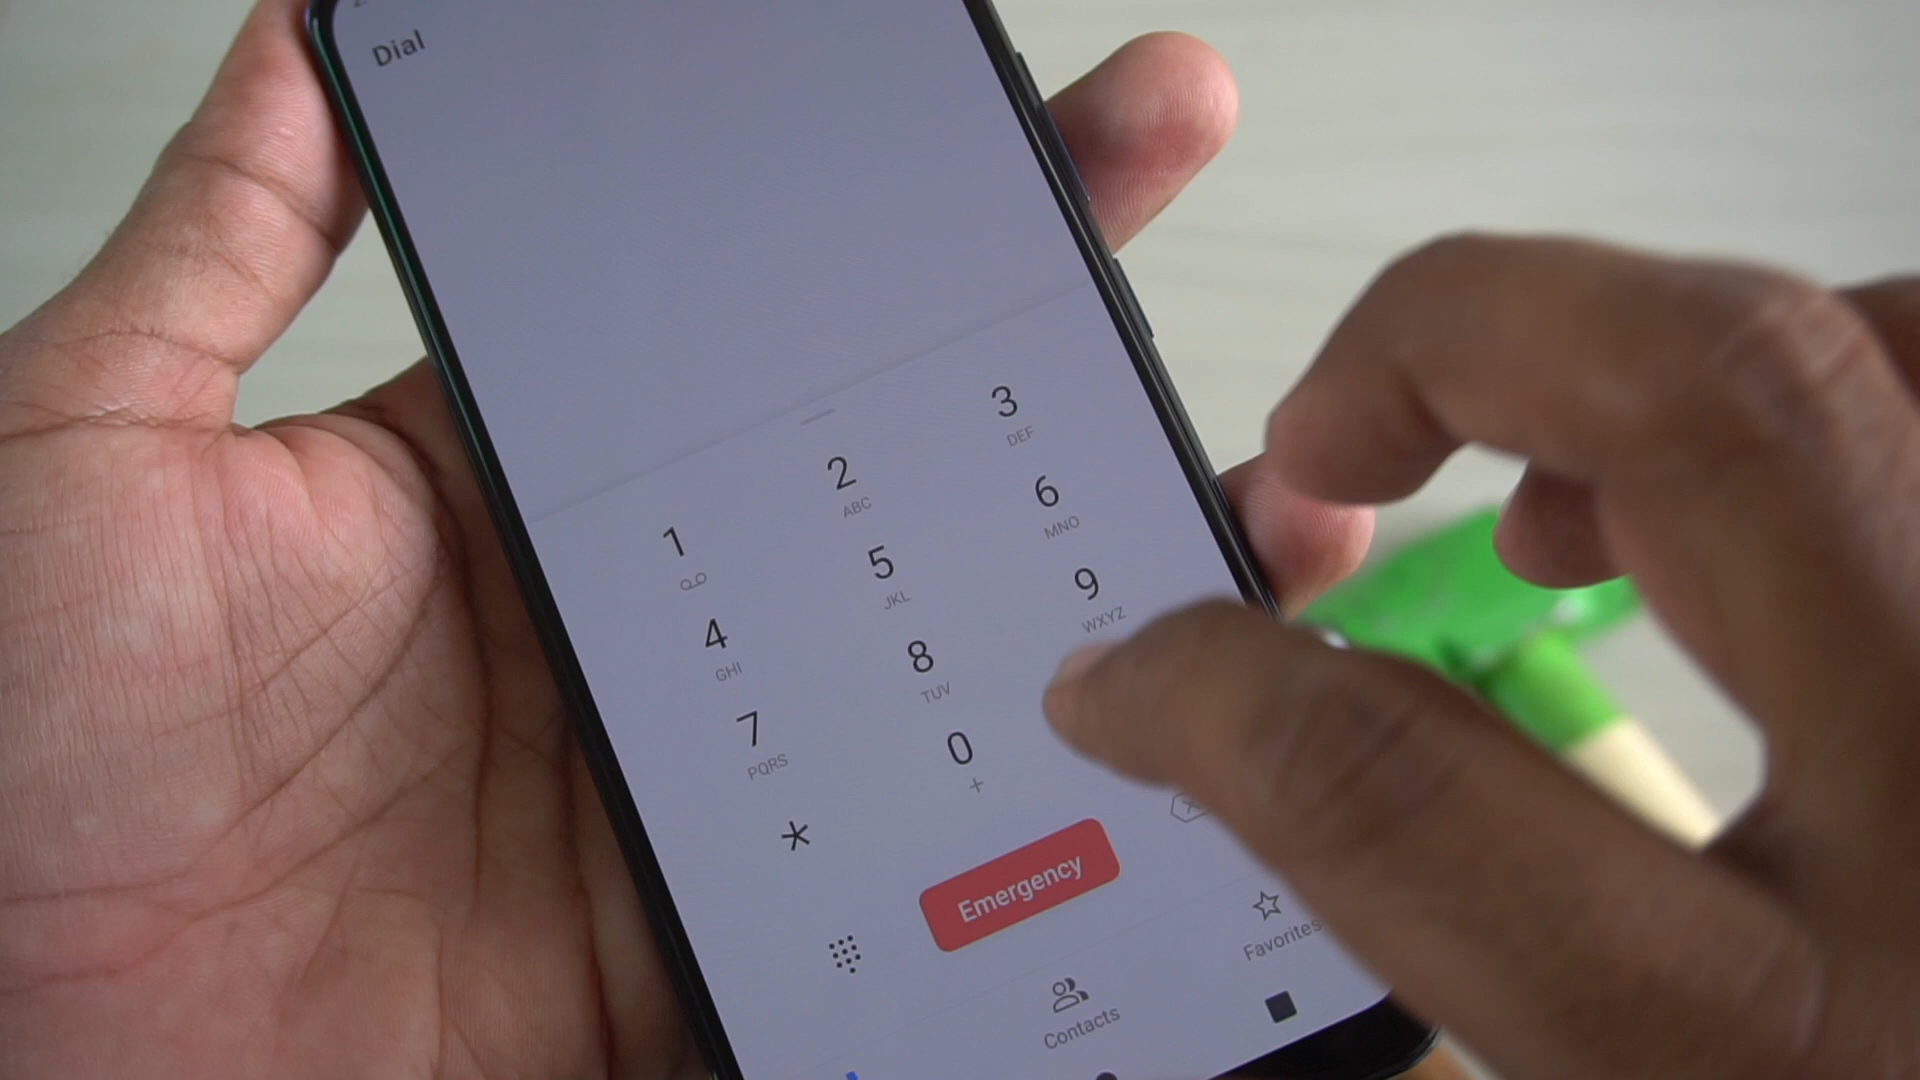 Dial
1 2 3
ABC DEF
4 5 6
GHI JKL MNO
7 8 9
PQRS TUV WXYZ
* 0
+
Emergency
Contacts Favorites